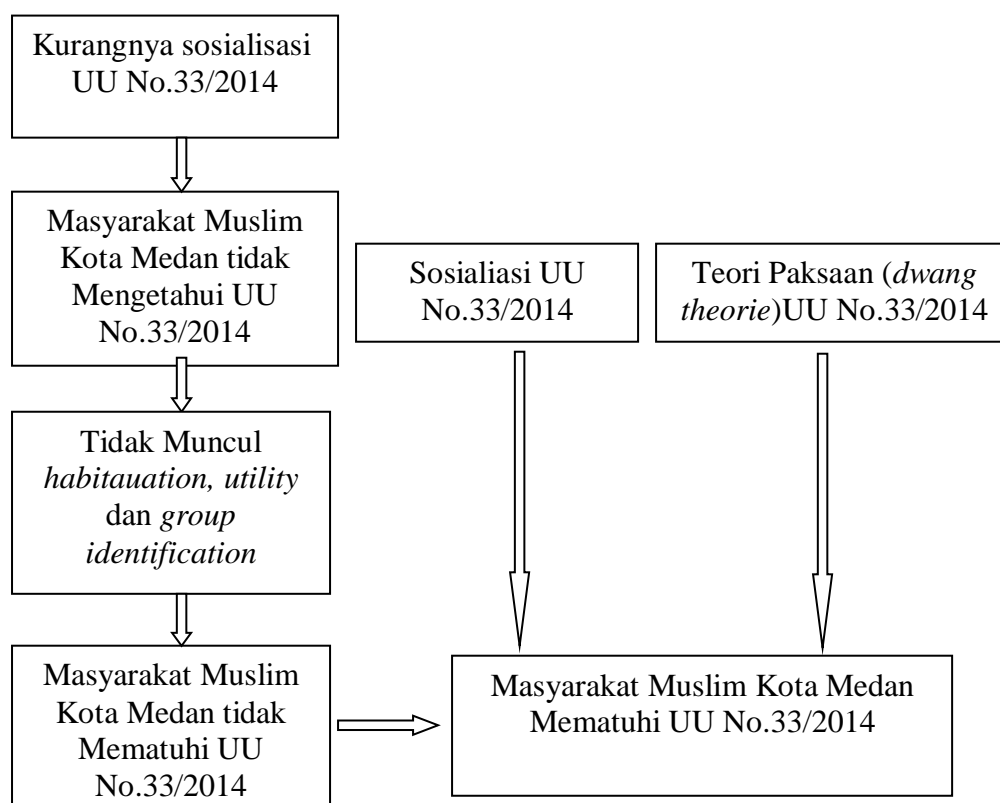 Kurangnya sosialisasi
UU No.33/2014
Masyarakat Muslim
Kota Medan tidak
Mengetahui UU
No.33/2014
Sosialiasi UU
No.33/2014
Teori Paksaan (dwang
theorie)UU No.33/2014
Tidak Muncul
habitauation, utility
dan group
identification
Masyarakat Muslim
Kota Medan tidak
Mematuhi UU
No.33/2014
Masyarakat Muslim Kota Medan
Mematuhi UU No.33/2014